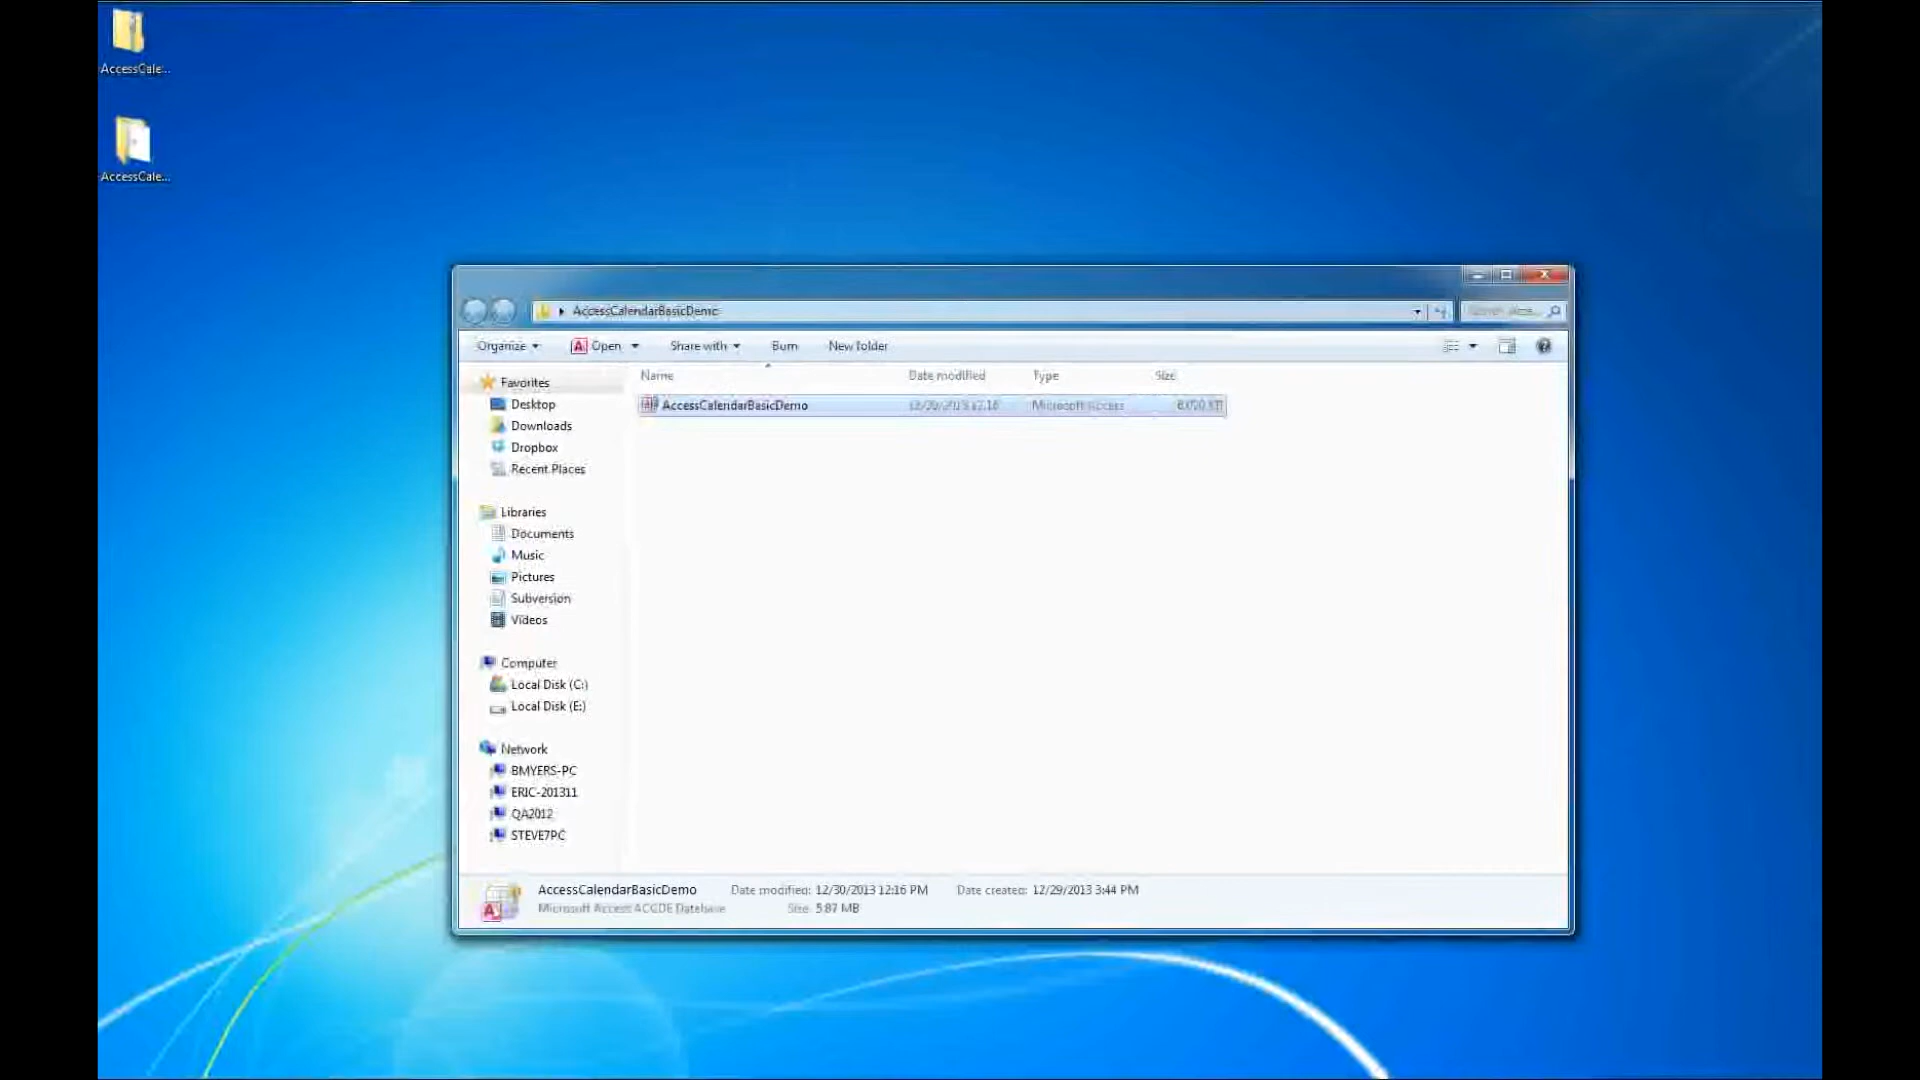 AccessCale...
AccessCale...
AccessCalendarBasicDemo
Organize
Open
Share with
Burn
New folder
Name
Date modified
Type
Size
AccessCalendarBasicDemo
Microsoft Access
Favorites
Desktop
Downloads
Dropbox
Recent Places
Libraries
Documents
Music
Pictures
Subversion
Videos
Computer
Local Disk (C:)
Local Disk (E:)
Network
BMYERS-PC
ERIC-201311
QA2012
STEVE7PC
AccessCalendarBasicDemo Date modified: 12/30/2013 12:16 PM Date created: 12/29/2013 3:44 PM
Microsoft Access ACCDE Database Size: 5.87 MB